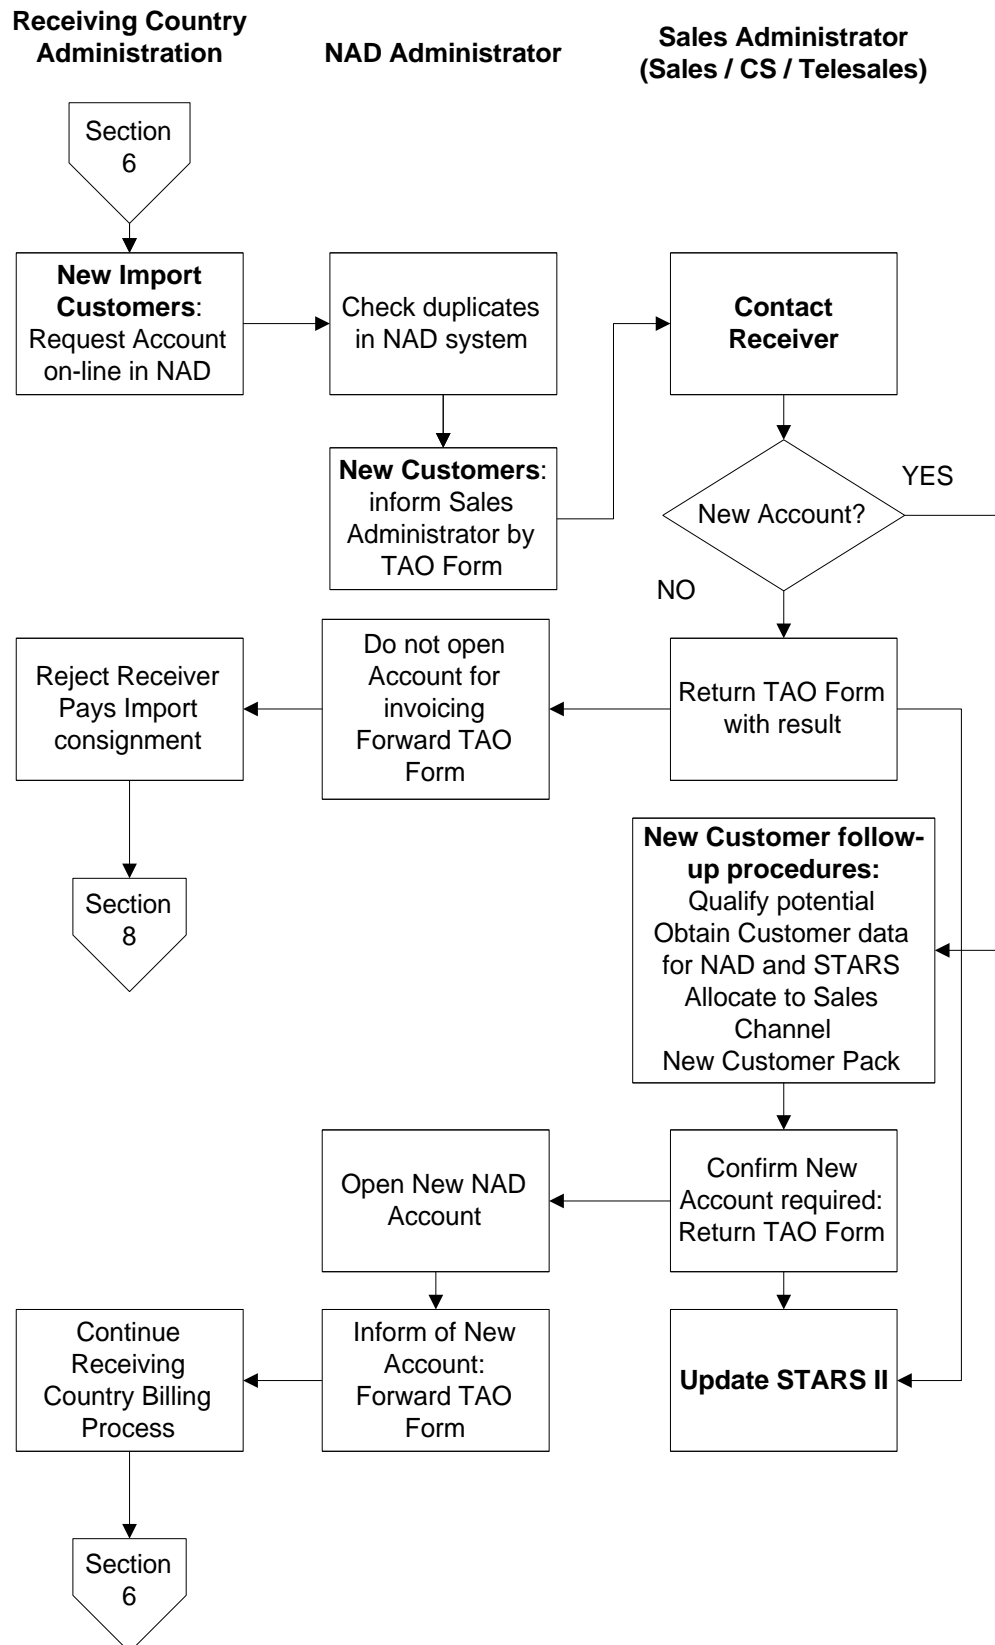 Receiving Country
Administration
NAD Administrator
Sales Administrator
(Sales / CS / Telesales)
Section
6
New Import
Customers:
Request Account
on-line in NAD
Check duplicates
in NAD system
Contact
Receiver
New Customers:
inform Sales
Administrator by
TAO Form
New Account?
YES
NO
Reject Receiver
Pays Import
consignment
Do not open
Account for
invoicing
Forward TAO
Form
Return TAO Form
with result
Section
8
New Customer follow-
up procedures:
Qualify potential
Obtain Customer data
for NAD and STARS
Allocate to Sales
Channel
New Customer Pack
Open New NAD
Account
Confirm New
Account required:
Return TAO Form
Continue
Receiving
Country Billing
Process
Inform of New
Account:
Forward TAO
Form
Update STARS II
Section
6